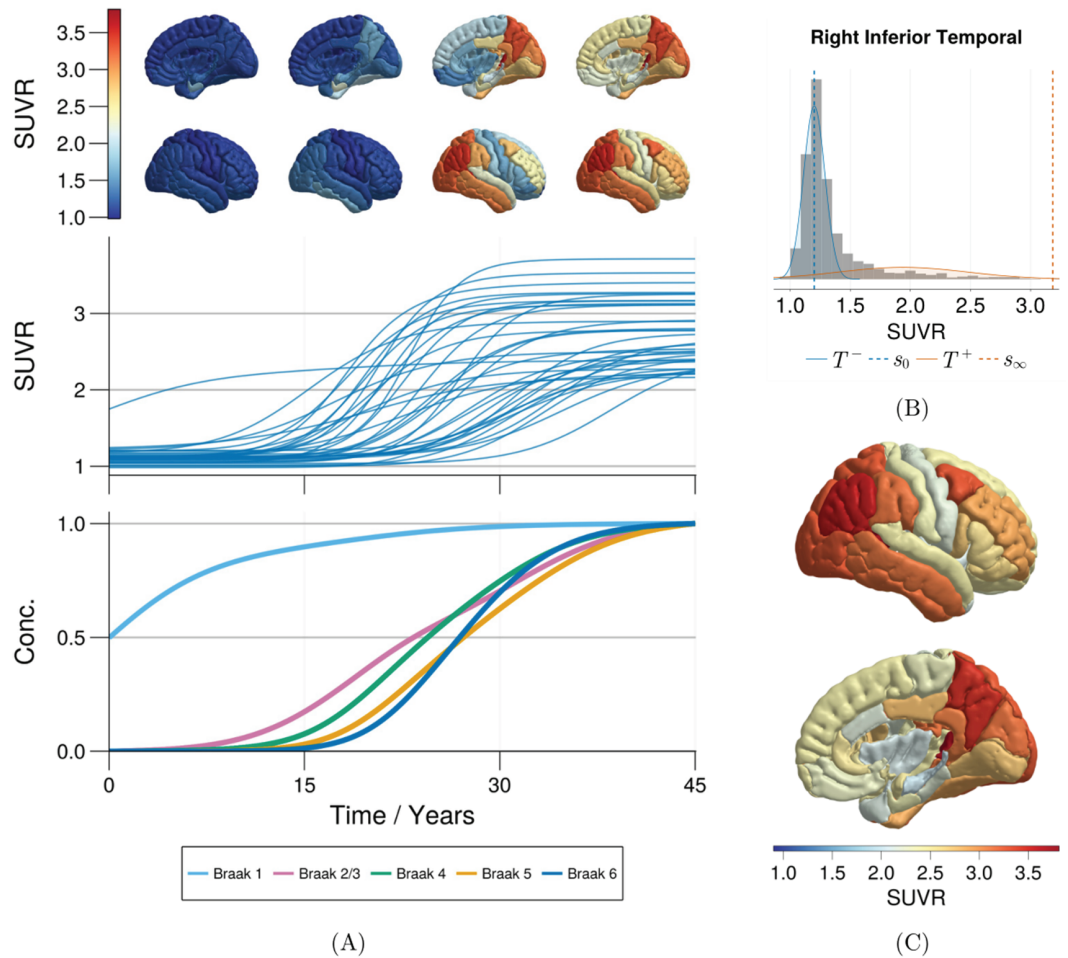 3.5
3.0
2.5
2.0
1.5
1.0
SUVR
3
2
1
SUVR
1.0
0.5
0.0
Conc.
0 15 30 45
Time / Years
Braak 1 Braak 2/3 Braak 4 Braak 5 Braak 6
(A)
Right Inferior Temporal
1.0 1.5 2.0 2.5 3.0
SUVR
T⁻ s₀ T⁺ s∞
(B)
1.0 1.5 2.0 2.5 3.0 3.5
SUVR
(C)